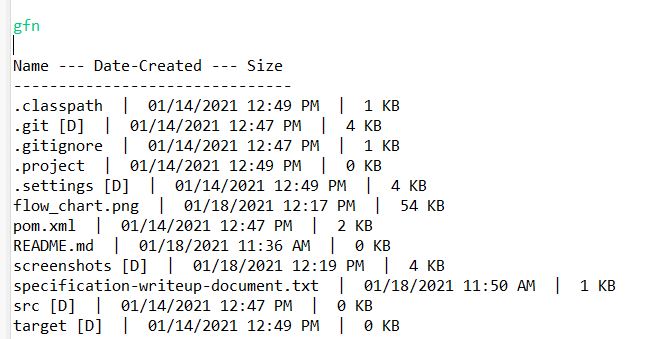 gfn
Name --- Date-Created --- Size
-------------------------------
.classpath  |  01/14/2021 12:49 PM  |  1 KB
.git [D]  |  01/14/2021 12:47 PM  |  4 KB
.gitignore  |  01/14/2021 12:47 PM  |  1 KB
.project  |  01/14/2021 12:49 PM  |  0 KB
.settings [D]  |  01/14/2021 12:49 PM  |  4 KB
flow_chart.png  |  01/18/2021 12:17 PM  |  54 KB
pom.xml  |  01/14/2021 12:47 PM  |  2 KB
README.md  |  01/18/2021 11:36 AM  |  0 KB
screenshots [D]  |  01/18/2021 12:19 PM  |  4 KB
specification-writeup-document.txt  |  01/18/2021 11:50 AM  |  1 KB
src [D]  |  01/14/2021 12:47 PM  |  0 KB
target [D]  |  01/14/2021 12:49 PM  |  0 KB